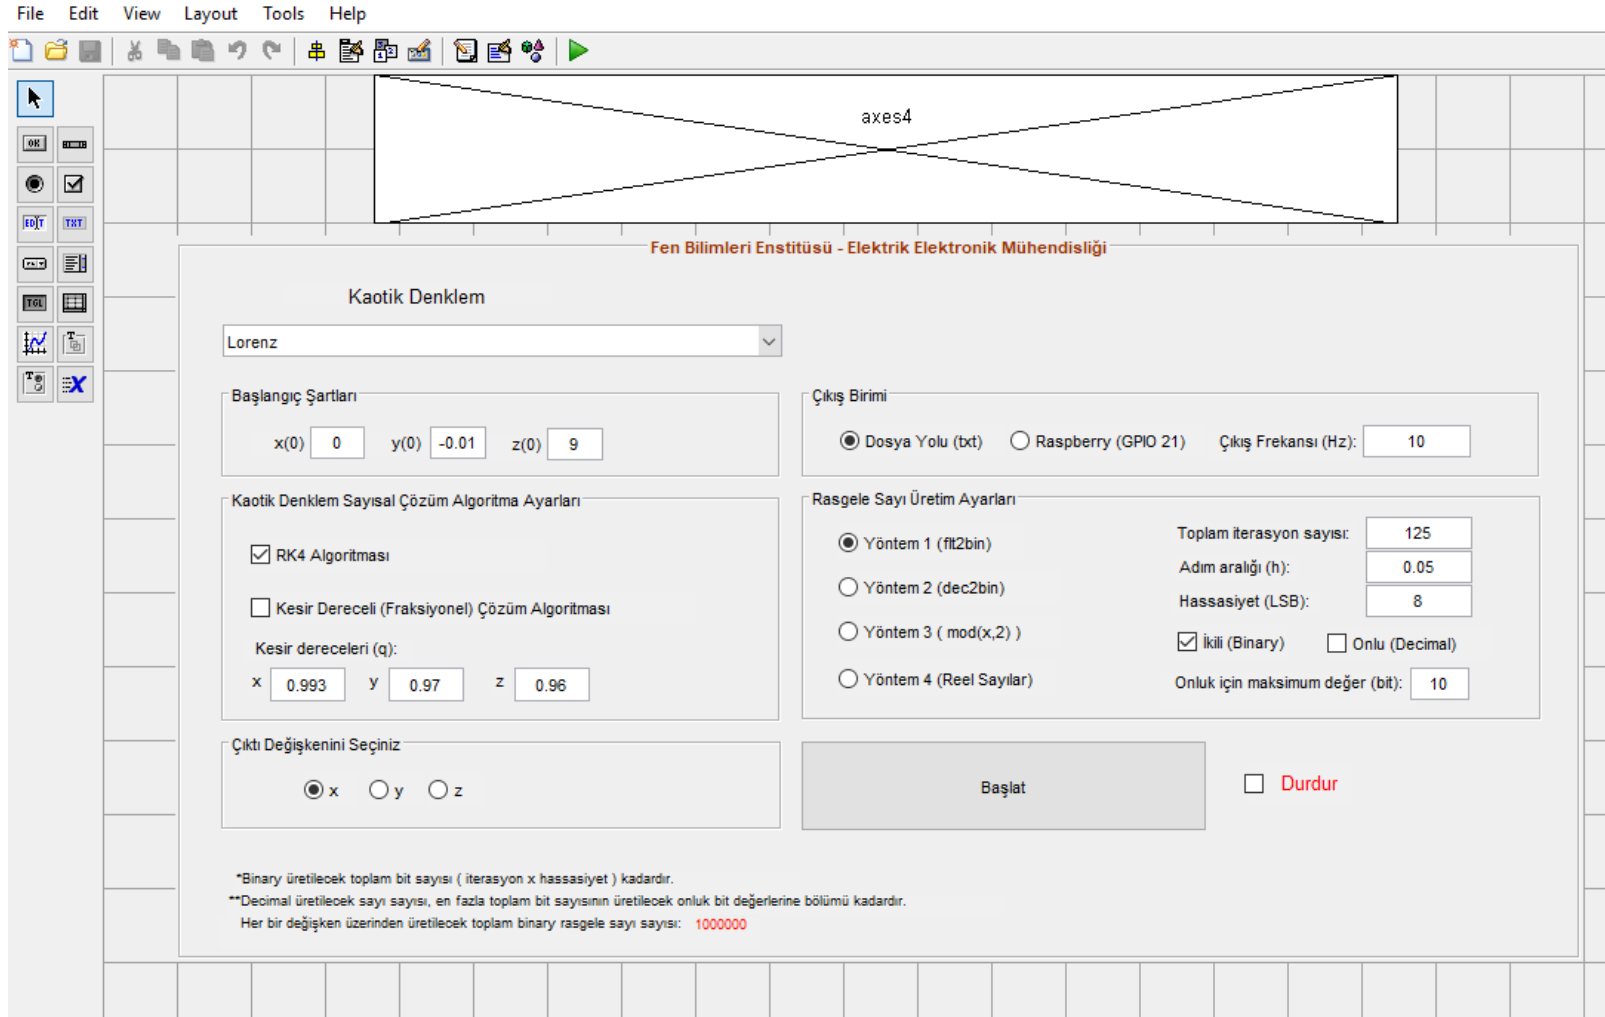 File Edit View Layout Tools Help
axes4
Fen Bilimleri Enstitüsü - Elektrik Elektronik Mühendisliği
Kaotik Denklem
Lorenz
Başlangıç Şartları
x(0) 0 y(0) -0.01 z(0) 9
Çıkış Birimi
Dosya Yolu (txt) Raspberry (GPIO 21) Çıkış Frekansı (Hz): 10
Kaotik Denklem Sayısal Çözüm Algoritma Ayarları
RK4 Algoritması
Kesir Dereceli (Fraksiyonel) Çözüm Algoritması
Kesir dereceleri (q):
x 0.993 y 0.97 z 0.96
Rasgele Sayı Üretim Ayarları
Yöntem 1 (flt2bin)
Yöntem 2 (dec2bin)
Yöntem 3 ( mod(x,2) )
Yöntem 4 (Reel Sayılar)
Toplam iterasyon sayısı: 125
Adım aralığı (h): 0.05
Hassasiyet (LSB): 8
İkili (Binary) Onlu (Decimal)
Onluk için maksimum değer (bit): 10
Çıktı Değişkenini Seçiniz
x y z
Başlat
Durdur
*Binary üretilecek toplam bit sayısı ( iterasyon x hassasiyet ) kadardır.
**Decimal üretilecek sayı sayısı, en fazla toplam bit sayısının üretilecek onluk bit değerlerine bölümü kadardır.
Her bir değişken üzerinden üretilecek toplam binary rasgele sayı sayısı: 1000000
OK
EDIT TXT
TGL